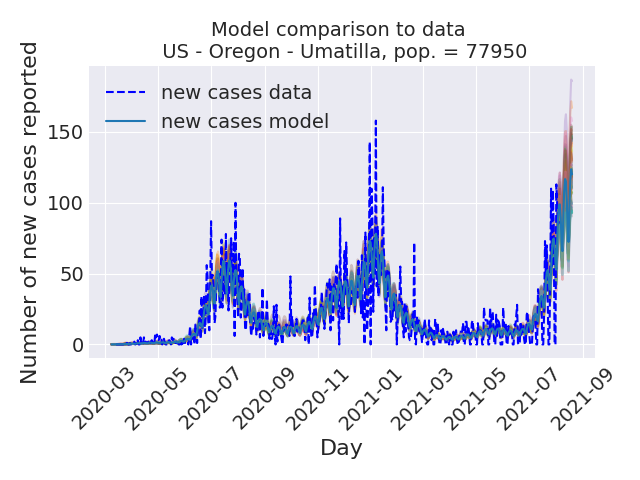 Model comparison to data
US - Oregon - Umatilla, pop. = 77950
new cases data
new cases model
Number of new cases reported
150
100
50
0
2020-03
2020-05
2020-07
2020-09
2020-11
2021-01
2021-03
2021-05
2021-07
2021-09
Day